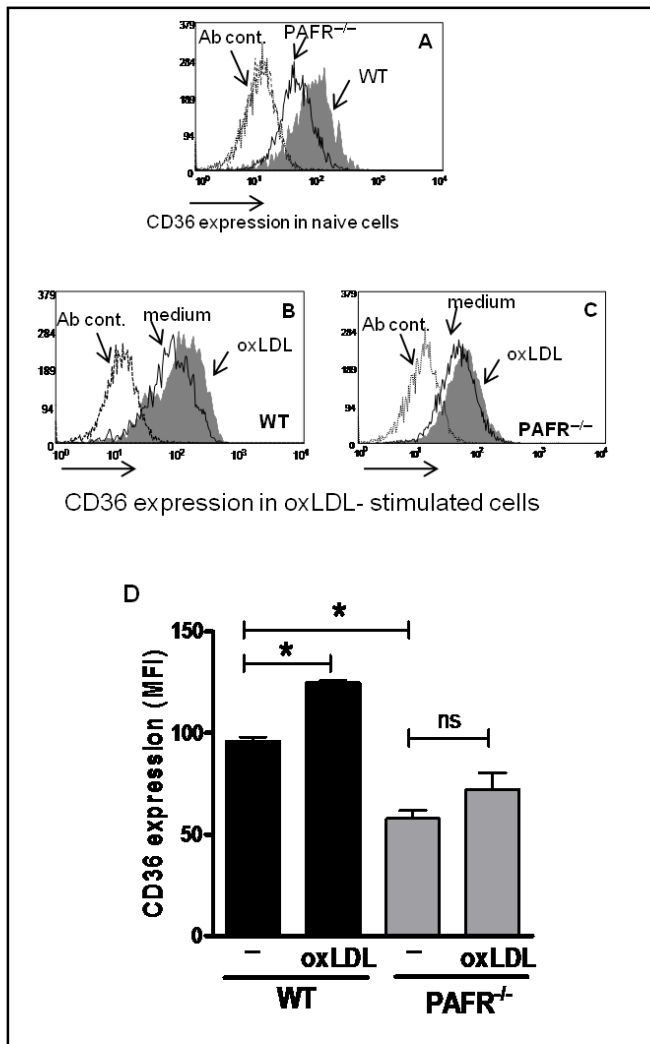 Ab cont. PAFR⁻/⁻ A
WT
379
284
189
94
10⁰ 10¹ 10² 10³ 10⁴
CD36 expression in naive cells
379
284
189
94
0
Ab cont. medium B
oxLDL
WT
10⁰ 10¹ 10² 10³ 10⁴
379
284
189
94
0
Ab cont. medium C
oxLDL
PAFR⁻/⁻
10⁰ 10¹ 10² 10³ 10⁴
CD36 expression in oxLDL- stimulated cells
D
CD36 expression (MFI)
150
100
50
0
*
*
ns
– oxLDL – oxLDL
WT PAFR⁻/⁻